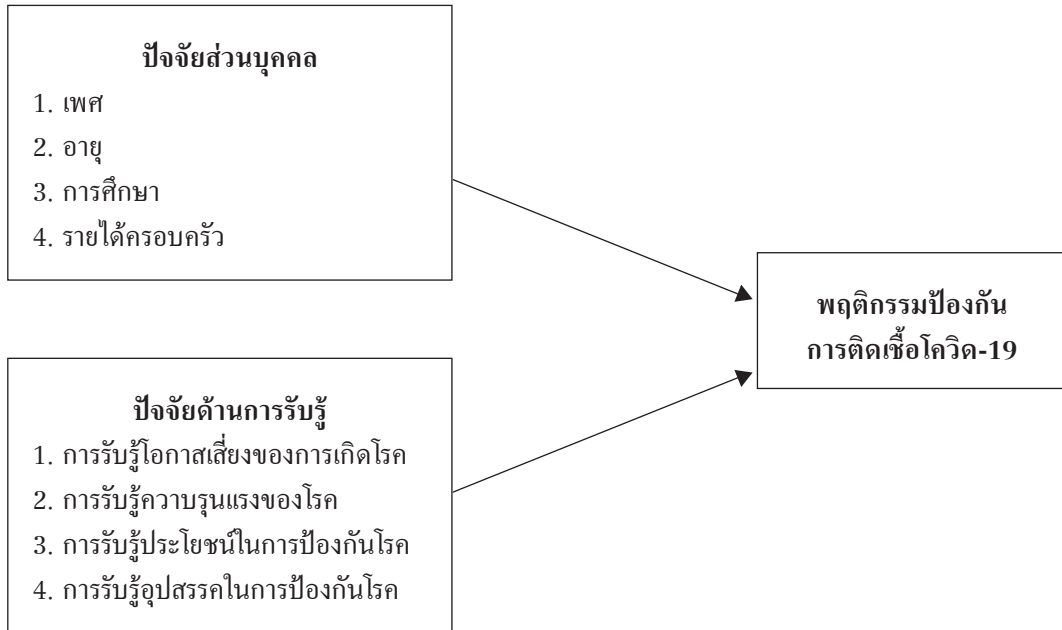 ปัจจัยส่วนบุคคล
1. เพศ
2. อายุ
3. การศึกษา
4. รายได้ครอบครัว
พฤติกรรมป้องกัน
การติดเชื้อโควิด-19
ปัจจัยด้านการรับรู้
1. การรับรู้โอกาสเสี่ยงของการเกิดโรค
2. การรับรู้ความรุนแรงของโรค
3. การรับรู้ประโยชน์ในการป้องกันโรค
4. การรับรู้อุปสรรคในการป้องกันโรค